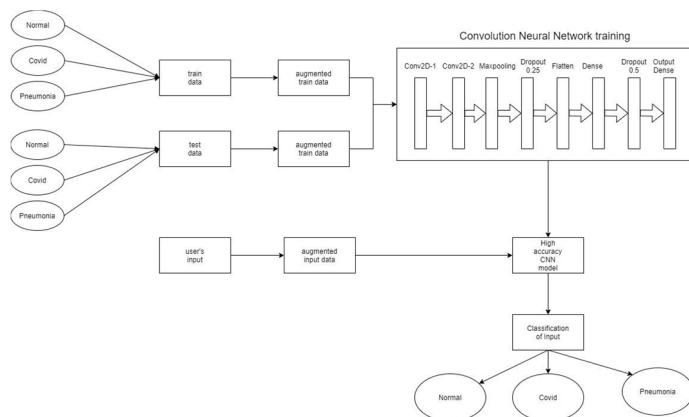 Convolution Neural Network training
Normal
Covid
Pneumonia
train
data
augmented
train data
Conv2D-1
Conv2D-2
Maxpooling
Dropout
0.25
Flatten
Dense
Dropout
0.5
Output
Dense
Normal
Covid
Pneumonia
test
data
augmented
train data
user's
input
augmented
input data
High
accuracy
CNN
model
Classification
of input
Normal
Covid
Pneumonia